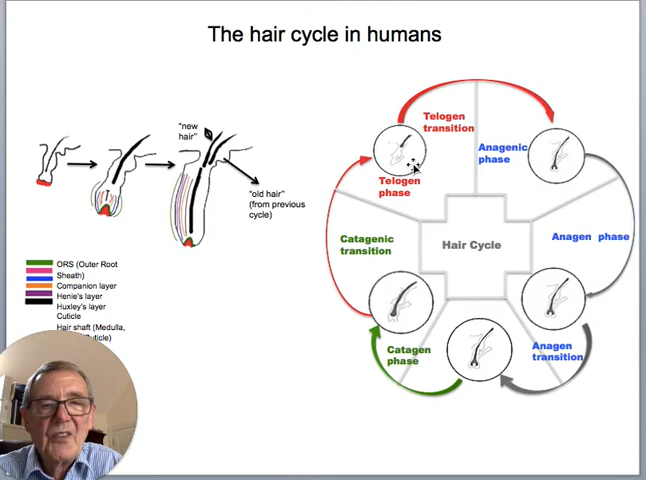 The hair cycle in humans
"new
hair"
"old hair"
(from previous
cycle)
ORS (Outer Root
Sheath)
Companion layer
Henle's layer
Huxly's layer
Cuticle
Hair shaft (Medulla,
Cuticle)
Telogen
transition
Anagenic
phase
Telogen
phase
Catagenic
transition
Hair Cycle
Anagen phase
Catagen
phase
Anagen
transition